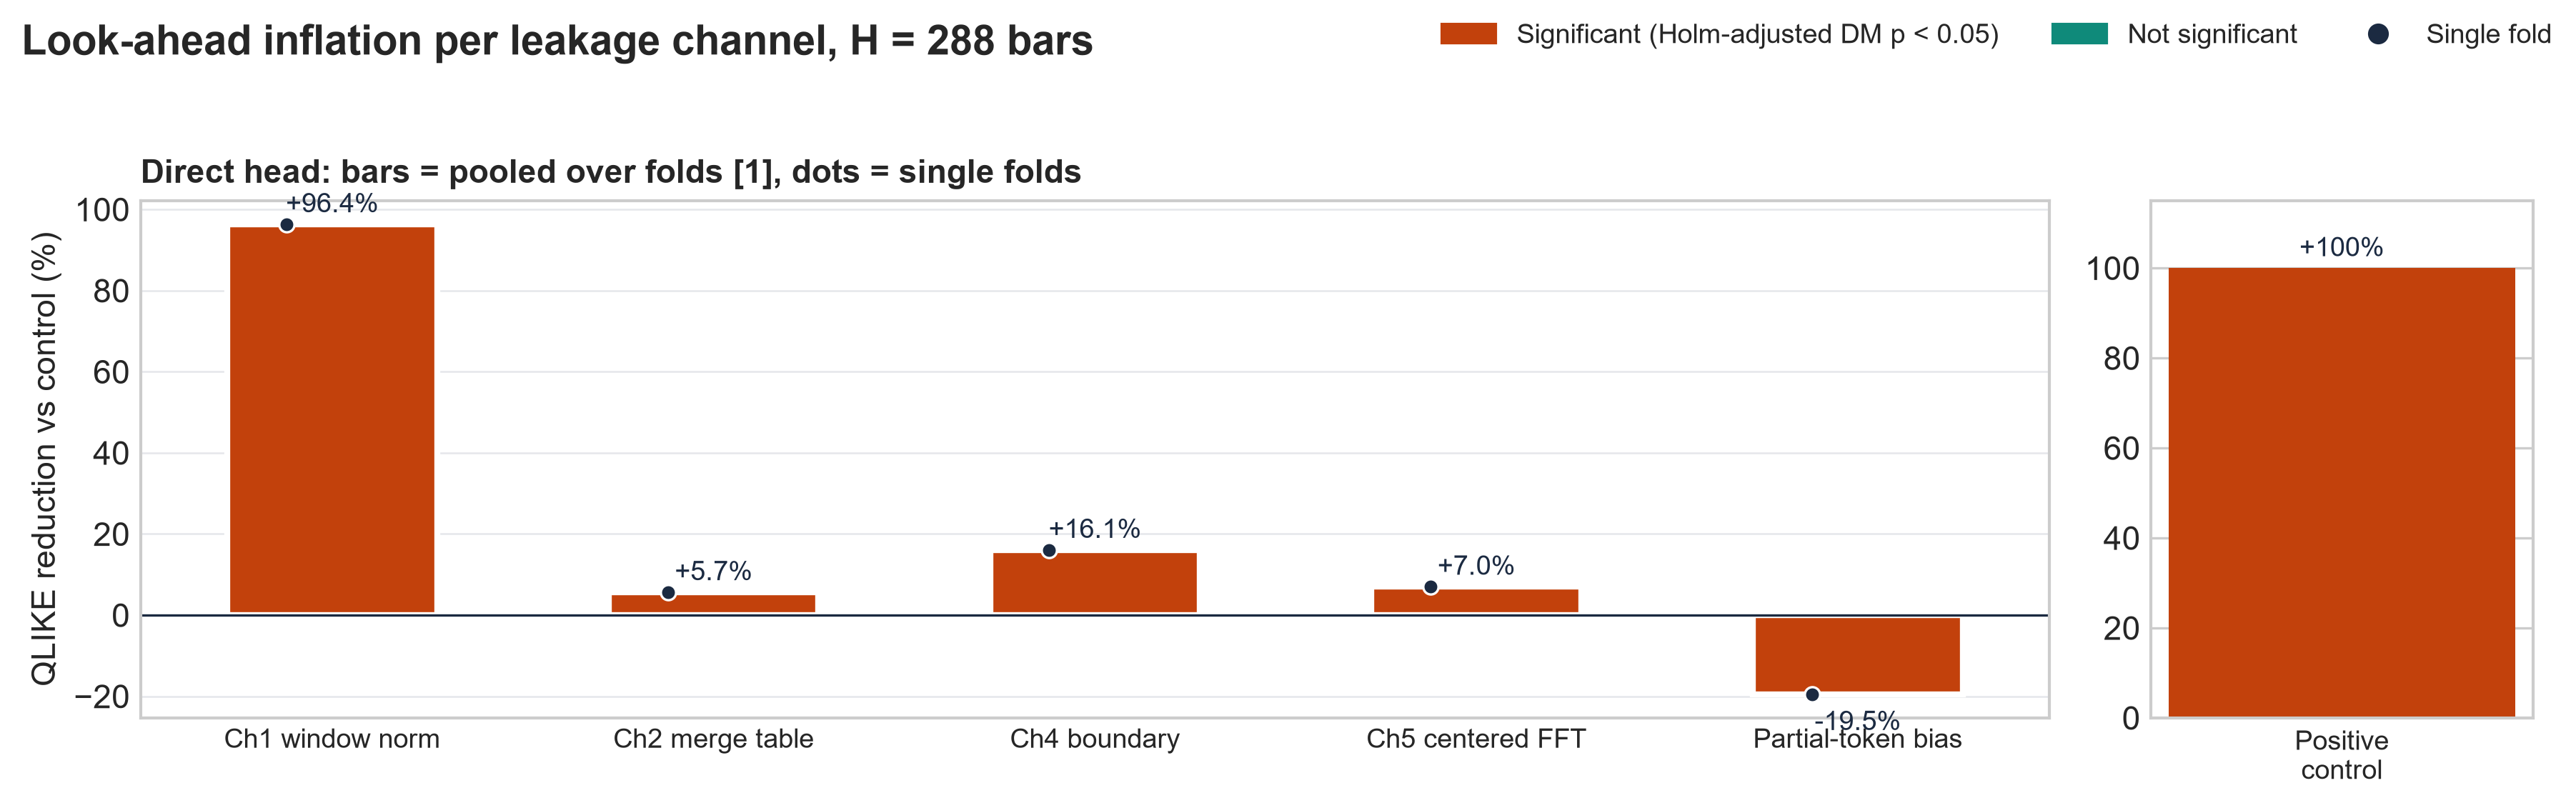 Look-ahead inflation per leakage channel, H = 288 bars
Significant (Holm-adjusted DM p < 0.05)
Not significant
Single fold
Direct head: bars = pooled over folds [1], dots = single folds
QLIKE reduction vs control (%)
100
80
60
40
20
0
−20
+96.4%
+5.7%
+16.1%
+7.0%
-19.5%
Ch1 window norm
Ch2 merge table
Ch4 boundary
Ch5 centered FFT
Partial-token bias
+100%
100
80
60
40
20
0
Positive
control